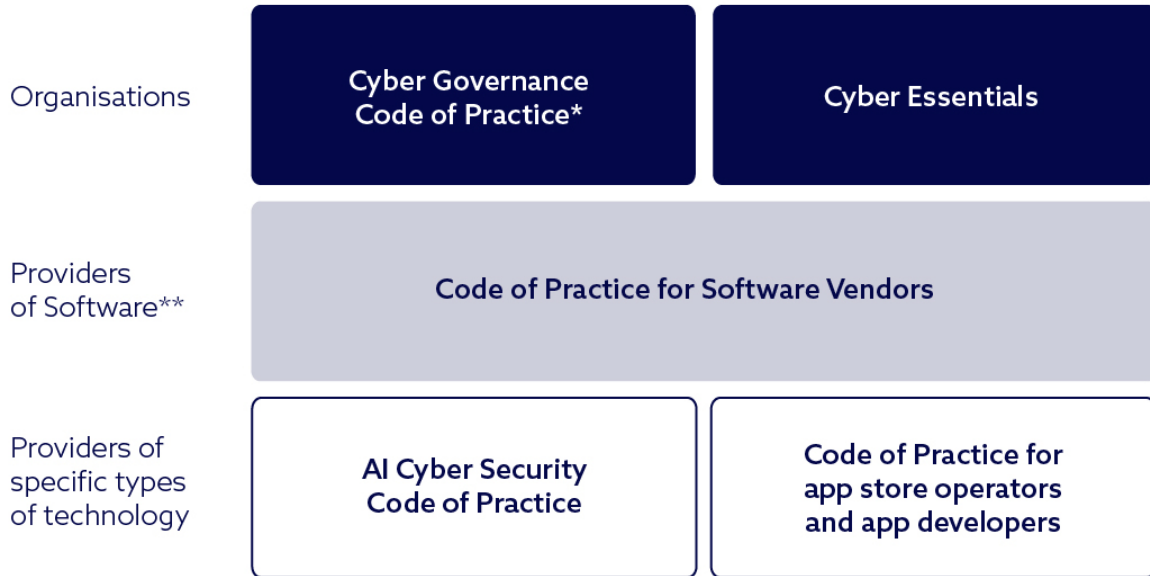 Organisations
Cyber Governance
Code of Practice*
Cyber Essentials
Providers
of Software**
Code of Practice for Software Vendors
Providers of
specific types
of technology
AI Cyber Security
Code of Practice
Code of Practice for
app store operators
and app developers